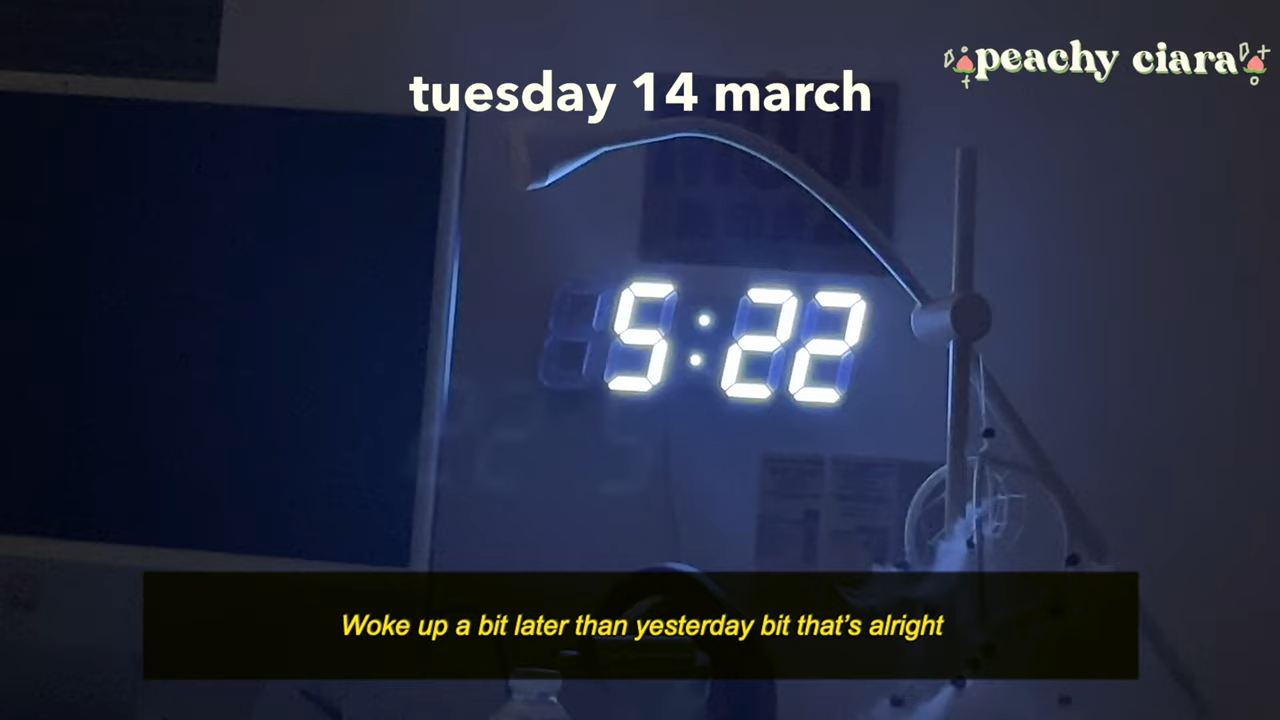 peachy ciara
tuesday 14 march
5:22
Woke up a bit later than yesterday bit that's alright